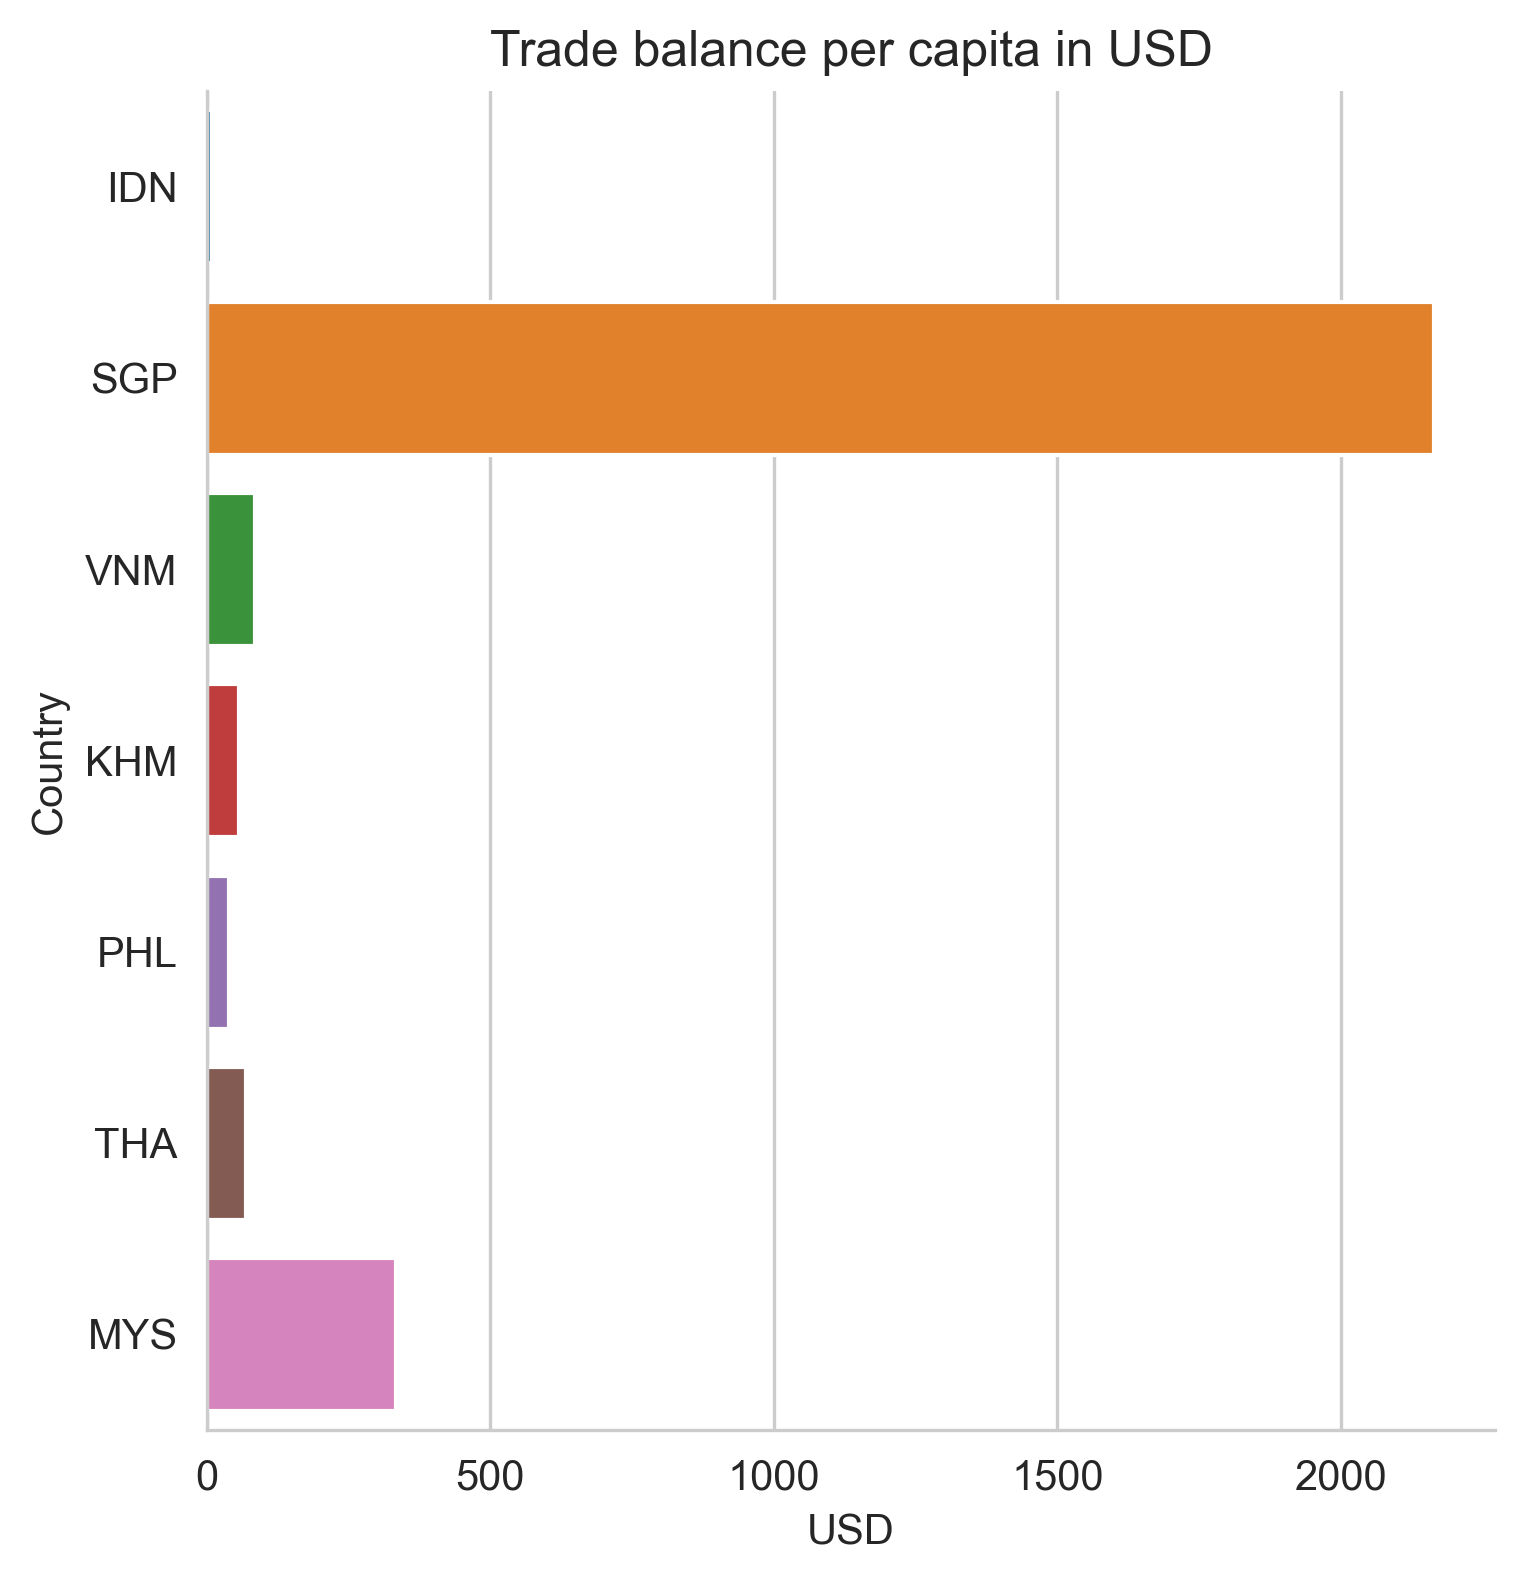 Trade balance per capita in USD
IDN
SGP
VNM
KHM
PHL
THA
MYS
Country
0 500 1000 1500 2000
USD